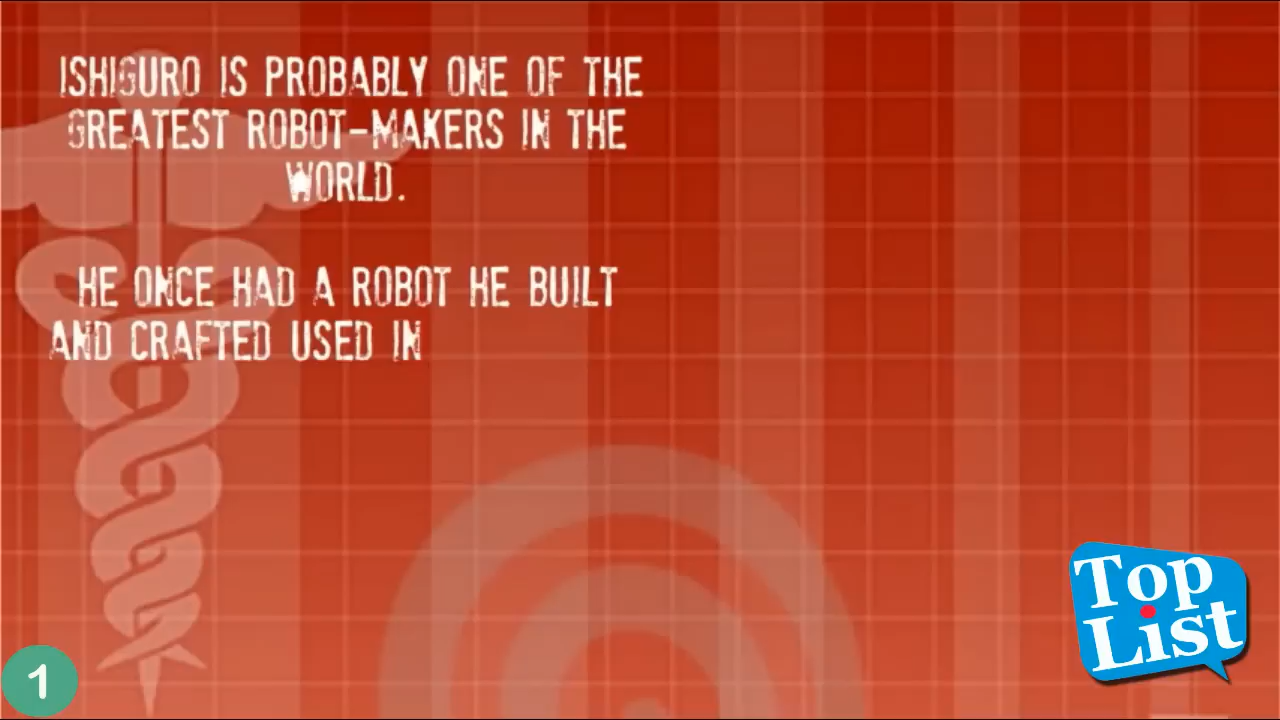 ISHIGURO IS PROBABLY ONE OF THE
GREATEST ROBOT-MAKERS IN THE
WORLD.
HE ONCE HAD A ROBOT HE BUILT
AND CRAFTED USED IN
Top
List
1